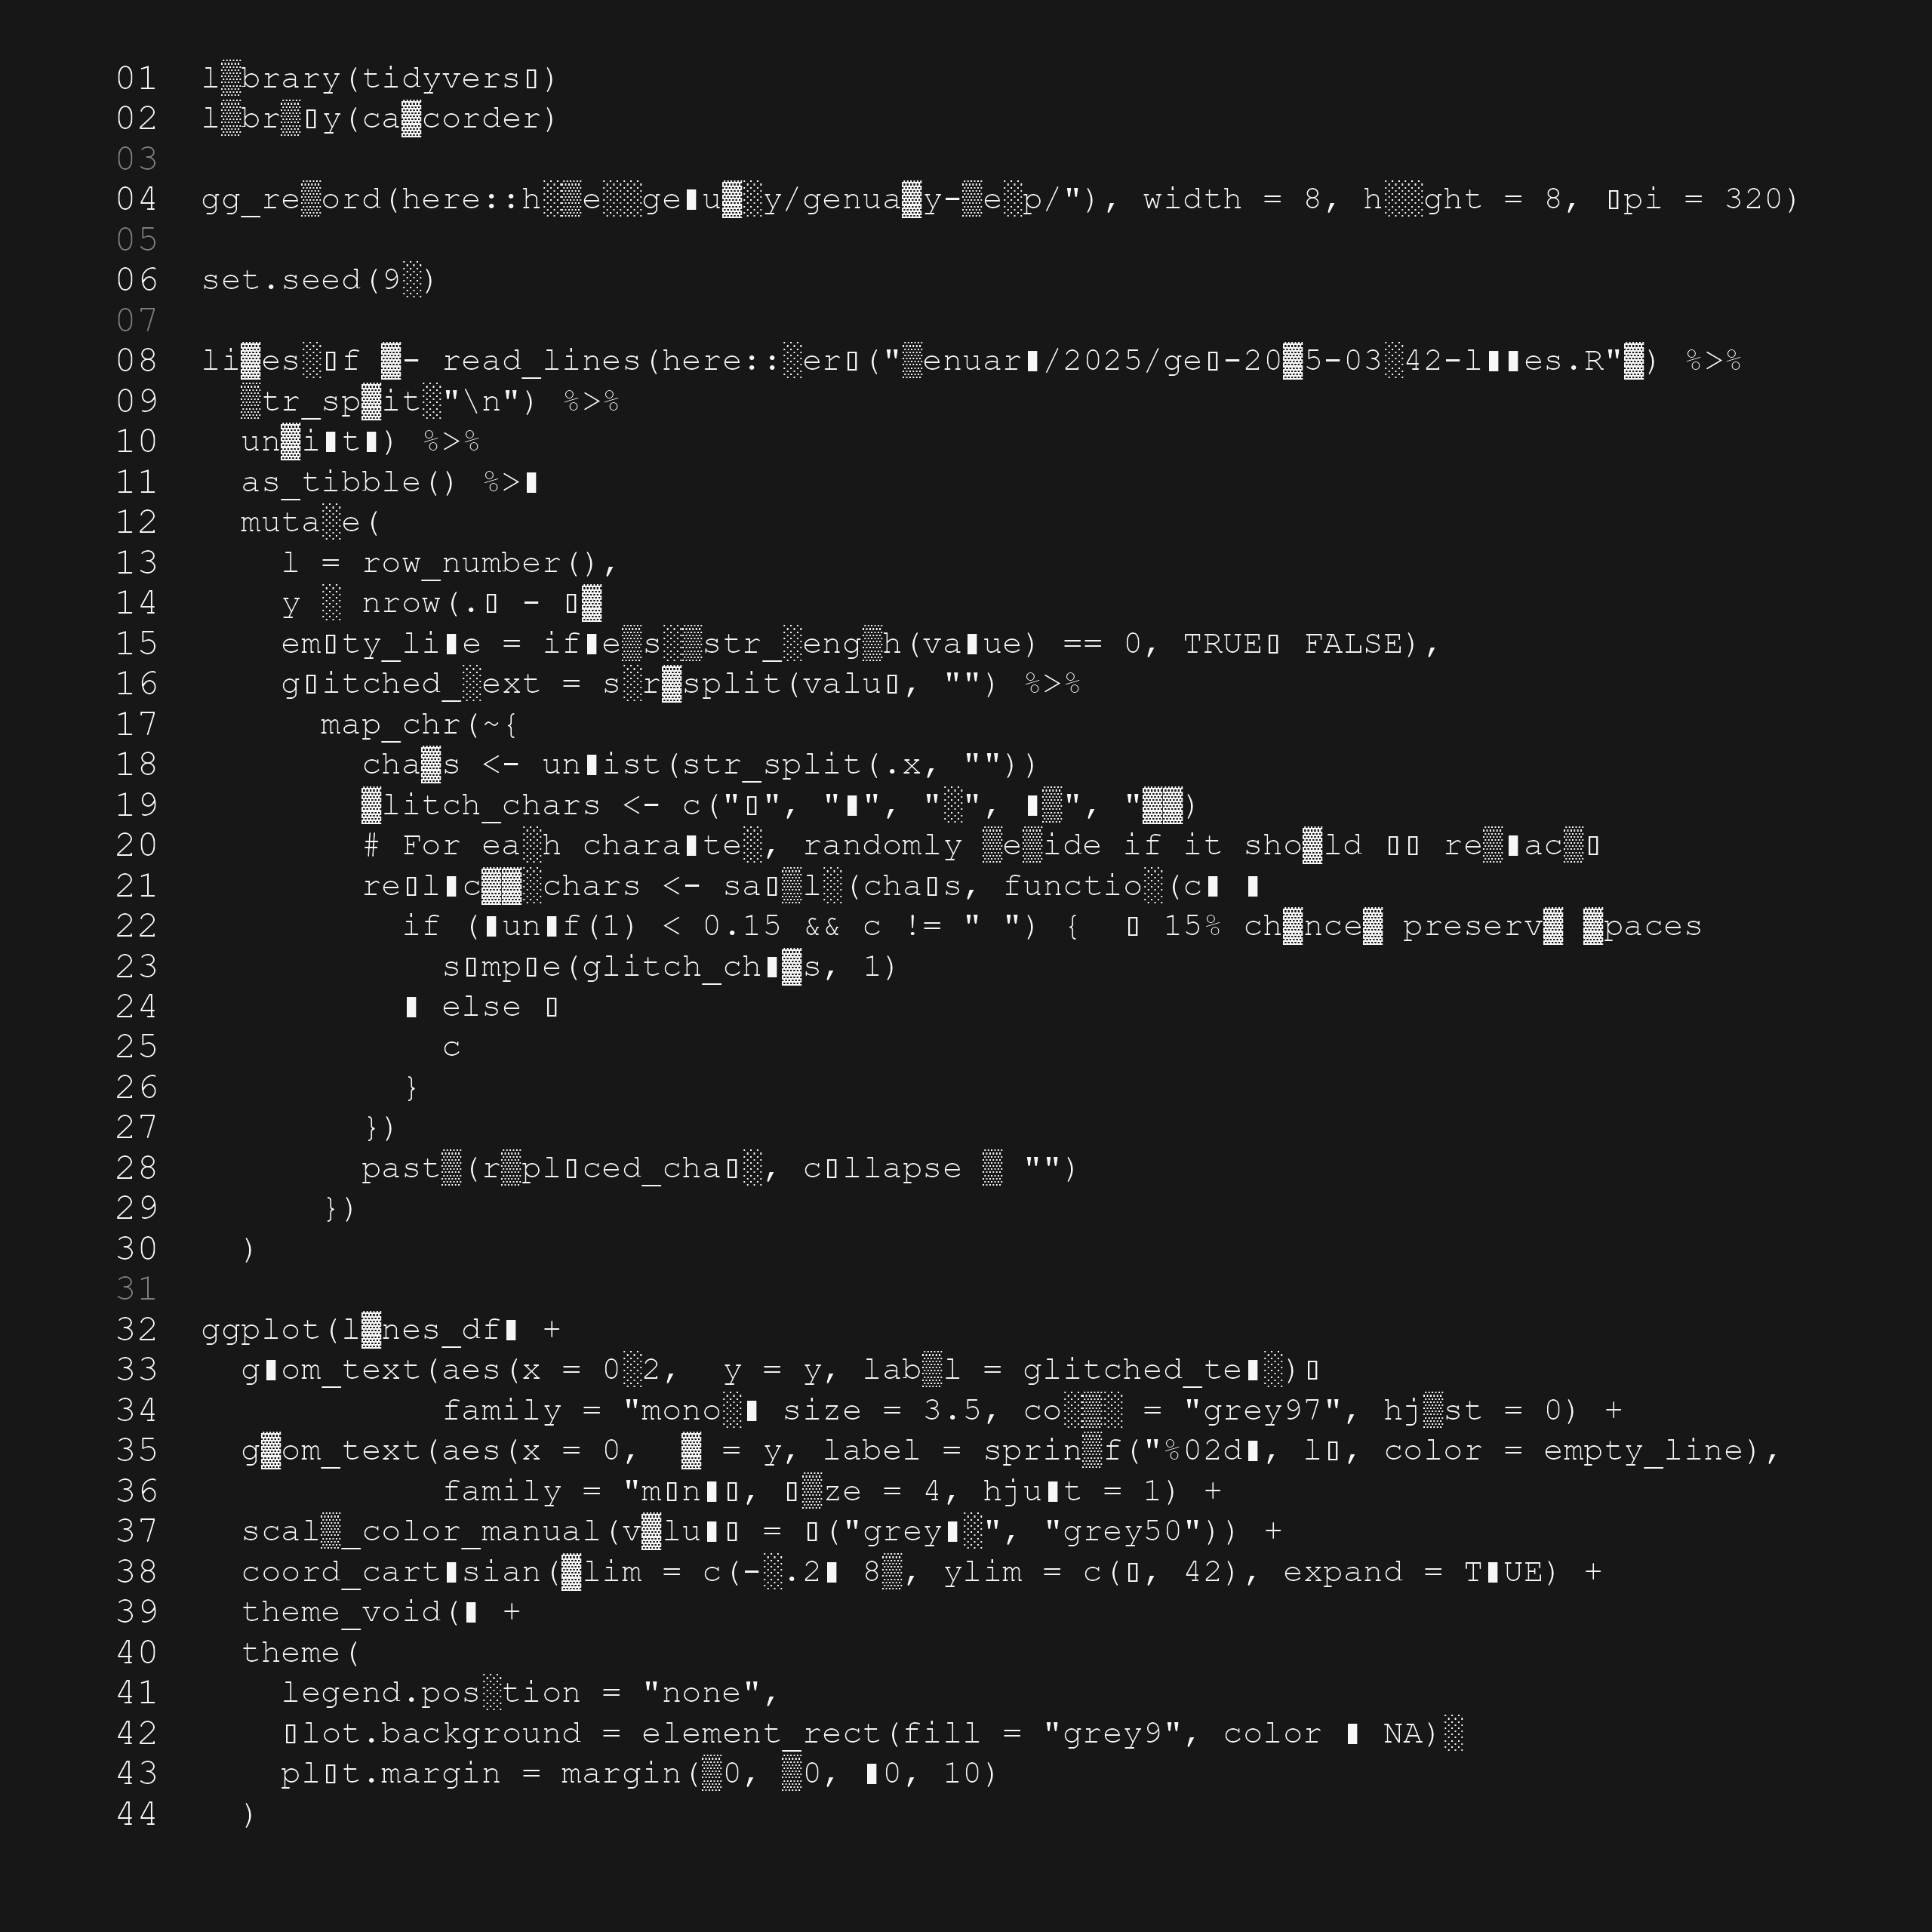 01  l▒brary(tidyvers▯)
02  l▒br▒▯y(ca▓corder)
03
04  gg_re▒ord(here::h░▒e░░ge▮u▓░y/genua▓y-▒e░p/"), width = 8, h░░ght = 8, ▯pi = 320)
05
06  set.seed(9░)
07
08  li▓es░▯f ▓- read_lines(here::░er▯("▒enuar▮/2025/ge▯-20▓5-03░42-l▮▮es.R"▓) %>%
09    ▒tr_sp▓it░"\n") %>%
10    un▓i▮t▮) %>%
11    as_tibble() %>▮
12    muta░e(
13      l = row_number(),
14      y ░ nrow(.▯ - ▯▓
15      em▯ty_li▮e = if▮e▒s░▒str_░eng▒h(va▮ue) == 0, TRUE▯ FALSE),
16      g▯itched_░ext = s░r▓split(valu▯, "") %>%
17        map_chr(~{
18          cha▓s <- un▮ist(str_split(.x, ""))
19          ▓litch_chars <- c("▯", "▮", "░", ▮▒", "▓▓)
20          # For ea░h chara▮te░, randomly ▒e▒ide if it sho▓ld ▯▯ re▒▮ac▒▯
21          re▯l▮c▓▓░chars <- sa▯▒l░(cha▯s, functio░(c▮ ▮
22            if (▮un▮f(1) < 0.15 && c != " ") {  ▯ 15% ch▓nce▓ preserv▓ ▓paces
23              s▯mp▯e(glitch_ch▮▓s, 1)
24            ▮ else ▯
25              c
26            }
27          })
28          past▒(r▒pl▯ced_cha▯░, c▯llapse ▒ "")
29        })
30    )
31
32  ggplot(l▓nes_df▮ +
33    g▮om_text(aes(x = 0░2,  y = y, lab▒l = glitched_te▮░)▯
34              family = "mono░▮ size = 3.5, co░▒░ = "grey97", hj▒st = 0) +
35    g▓om_text(aes(x = 0,  ▓ = y, label = sprin▒f("%02d▮, l▯, color = empty_line),
36              family = "m▯n▮▯, ▯▒ze = 4, hju▮t = 1) +
37    scal▒_color_manual(v▓lu▮▯ = ▯("grey▮░", "grey50")) +
38    coord_cart▮sian(▓lim = c(-░.2▮ 8▒, ylim = c(▯, 42), expand = T▮UE) +
39    theme_void(▮ +
40    theme(
41      legend.pos░tion = "none",
42      ▯lot.background = element_rect(fill = "grey9", color ▮ NA)░
43      pl▯t.margin = margin(▒0, ▒0, ▮0, 10)
44    )